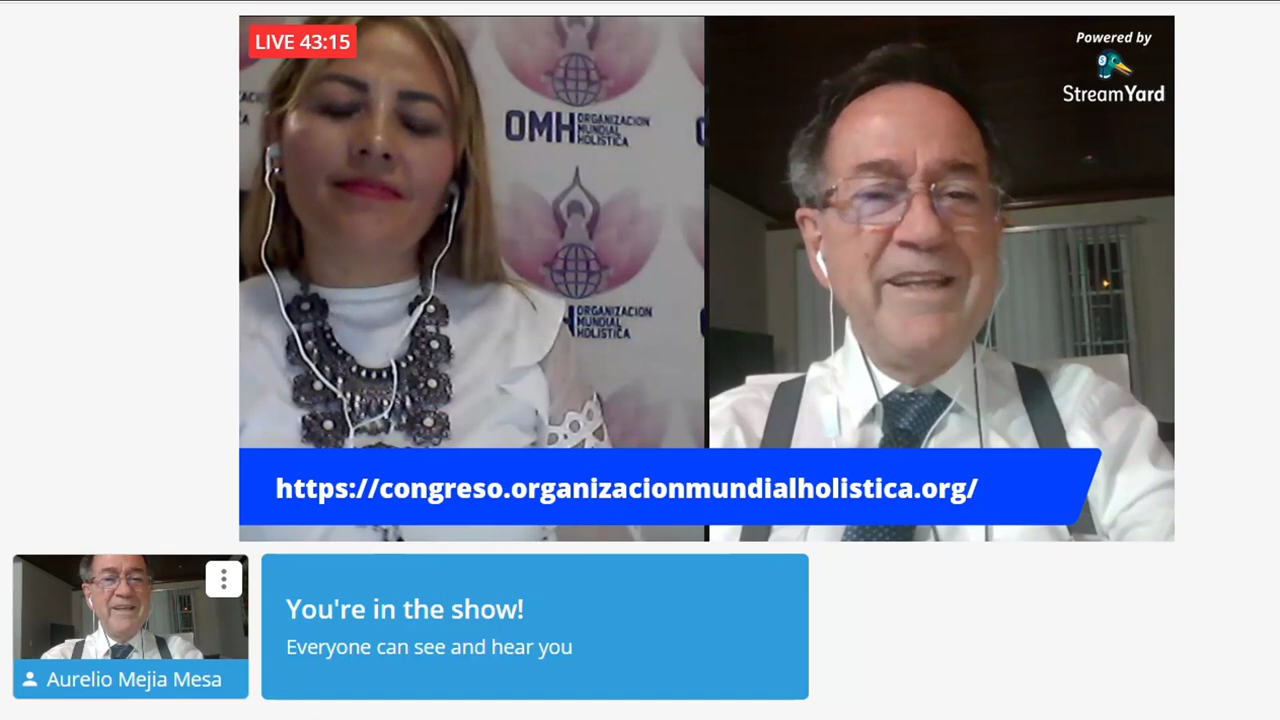 LIVE 43:15
Powered by
StreamYard
OMH ORGANIZACION
MUNDIAL
HOLISTICA
ORGANIZACION
MUNDIAL
HOLISTICA
https://congreso.organizacionmundialholistica.org/
You're in the show!
Everyone can see and hear you
Aurelio Mejia Mesa